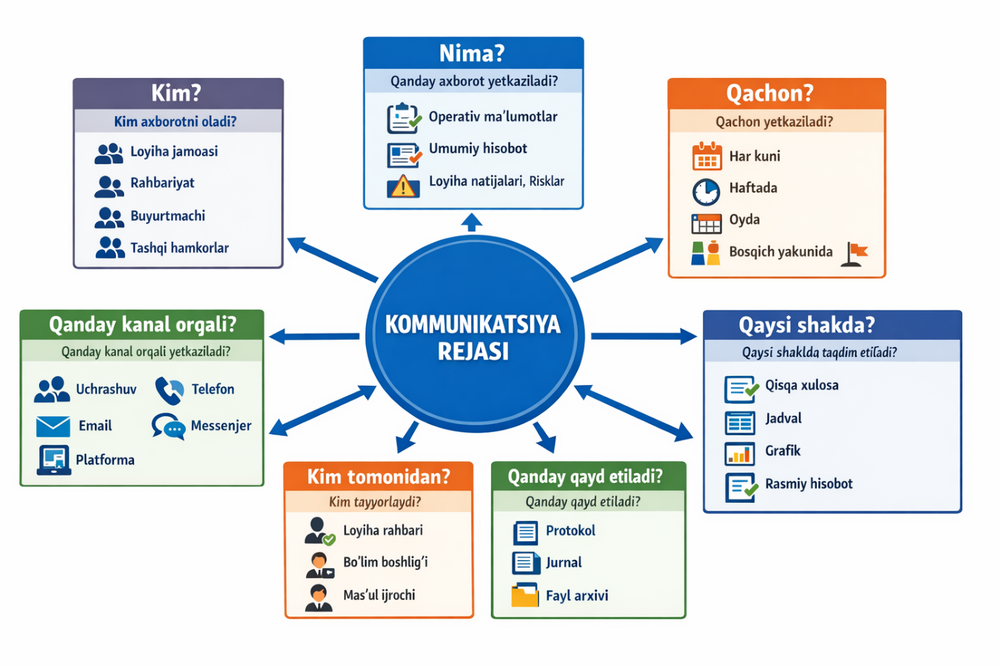 Nima?
Qanday axborot yetkaziladi?
Operativ ma'lumotlar
Umumiy hisobot
Loyiha natijalari, Risklar
Kim?
Kim axborotni oladi?
Loyiha jamoasi
Rahbariyat
Buyurtmachi
Tashqi hamkorlar
Qachon?
Qachon yetkaziladi?
Har kuni
Haftada
Oyda
Bosqich yakunida
KOMMUNIKATSIYA
REJASI
Qanday kanal orgali?
Qanday kanal orqali yetkaziladi?
Uchrashuv
Telefon
Email
Messenjer
Platforma
Qaysi shakda?
Qaysi shaklda taqdim etiladi?
Qisqa xulosa
Jadval
Grafik
Rasmiy hisobot
Kim tomonidan?
Kim tayyorlaydi?
Loyiha rahbari
Bo'lim boshlig'i
Mas'ul ijrochi
Qanday qayd etiladi?
Qanday qayd etiladi?
Protokol
Jurnal
Fayl arxivi